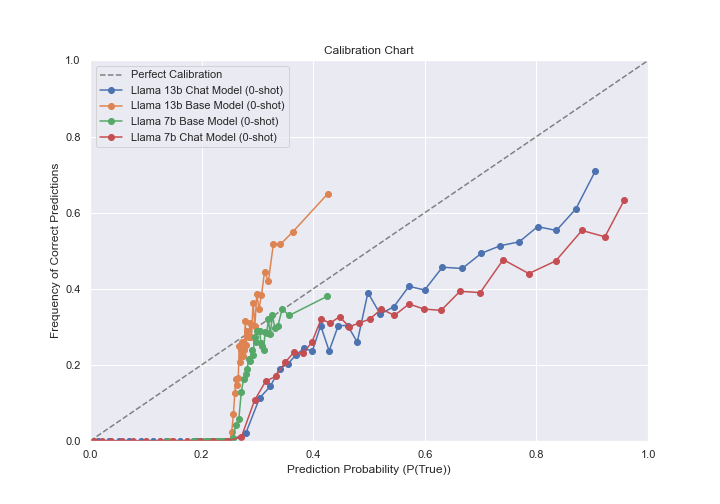 Calibration Chart
1.0
0.8
0.6
0.4
0.2
0.0
Frequency of Correct Predictions
Perfect Calibration
Llama 13b Chat Model (0-shot)
Llama 13b Base Model (0-shot)
Llama 7b Base Model (0-shot)
Llama 7b Chat Model (0-shot)
0.0 0.2 0.4 0.6 0.8 1.0
Prediction Probability (P(True))